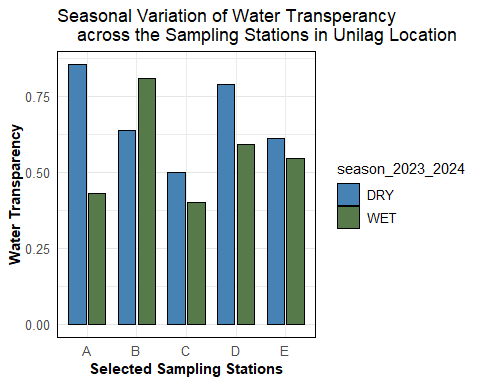 Seasonal Variation of Water Transperancy
across the Sampling Stations in Unilag Location
Water Transparency
0.75
0.50
0.25
0.00
A B C D E
Selected Sampling Stations
season_2023_2024
DRY
WET